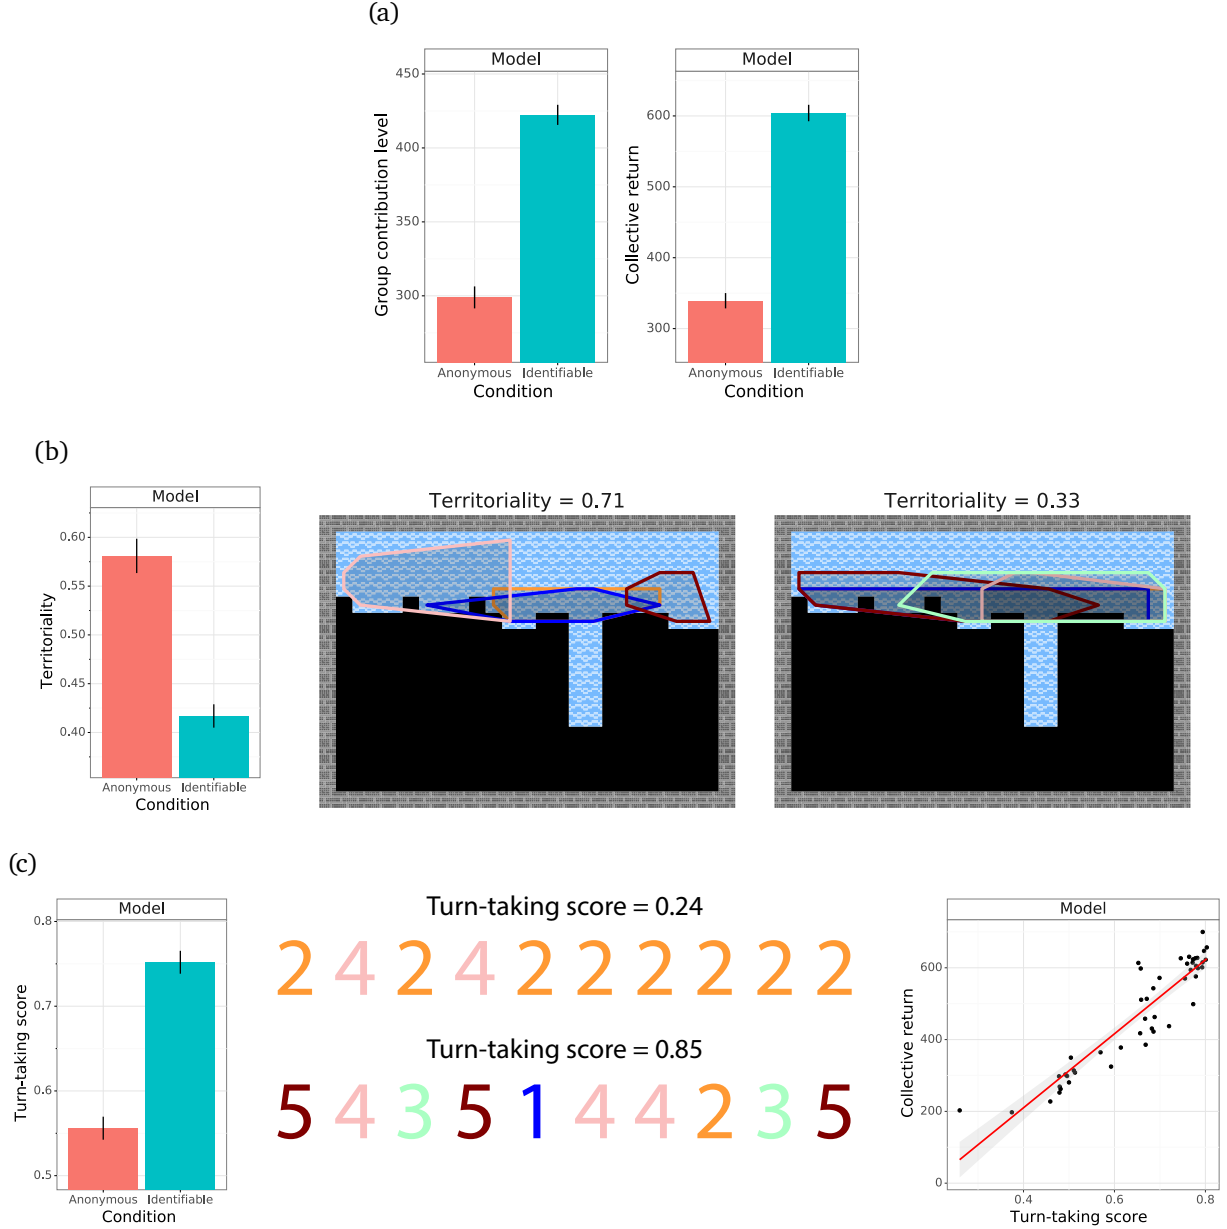 (a)
Model
Model
450
400
350
300
Group contribution level
Anonymous Identifiable
Condition
600
500
400
300
Collective return
Anonymous Identifiable
Condition
(b)
Model
0.60
0.55
0.50
0.45
0.40
Territoriality
Anonymous Identifiable
Condition
Territoriality = 0.71
Territoriality = 0.33
(c)
Model
0.8
0.7
0.6
0.5
Turn-taking score
Anonymous Identifiable
Condition
Turn-taking score = 0.24
2 4 2 4 2 2 2 2 2 2
Turn-taking score = 0.85
5 4 3 5 1 4 4 2 3 5
Model
600
400
200
0
Collective return
0.4 0.6 0.8
Turn-taking score